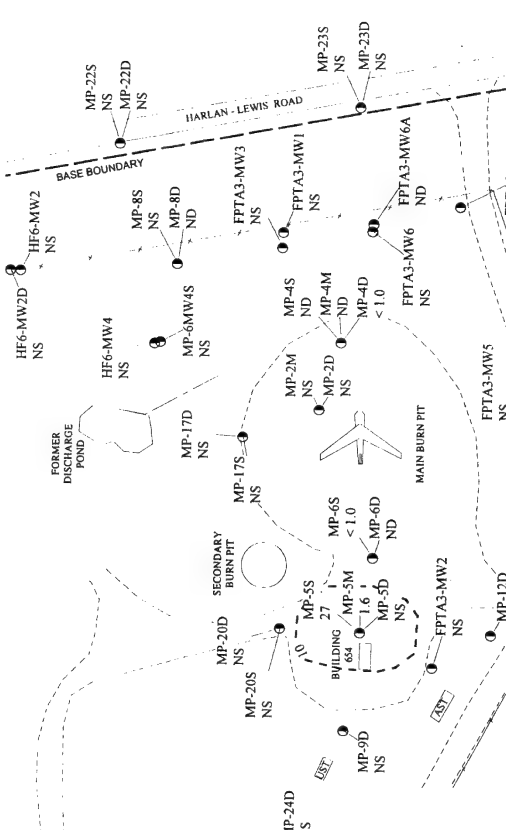 MP-23S
NS
MP-23D
NS
MP-22S
NS
MP-22D
NS
HARLAN - LEWIS ROAD
BASE BOUNDARY
HF6-MW2
NS
HF6-MW2D
NS
MP-8S
NS
MP-8D
ND
FPTA3-MW3
NS
FPTA3-MW1
NS
FPTA3-MW6A
ND
FPTA3-MW6
NS
HF6-MW4
NS
MP-6MW4S
NS
MP-4S
ND
MP-4M
ND
MP-4D
< 1.0
MP-2M
NS
MP-2D
NS
FPTA3-MW5
NS
FORMER
DISCHARGE
POND
MP-17D
NS
MP-17S
NS
MAIN BURN PIT
SECONDARY
BURN PIT
MP-6S
< 1.0
MP-6D
ND
MP-5S
27
MP-5M
1.6
MP-5D
NS
10
BUILDING
654
MP-20D
NS
MP-20S
NS
FPTA3-MW2
NS
MP-12D
AST
UST
MP-9D
NS
MP-24D
S